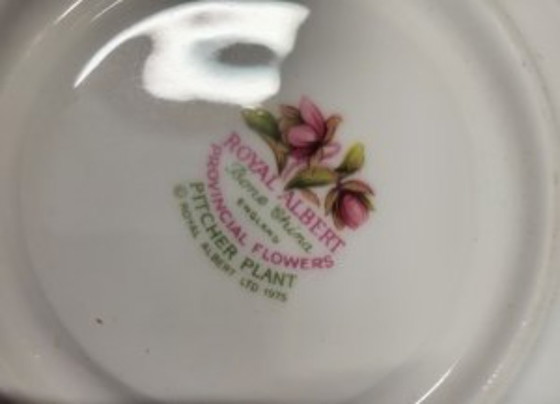 ROYAL ALBERT
Bone China
ENGLAND
PROVINCIAL FLOWERS
PITCHER PLANT
© ROYAL ALBERT LTD 1975